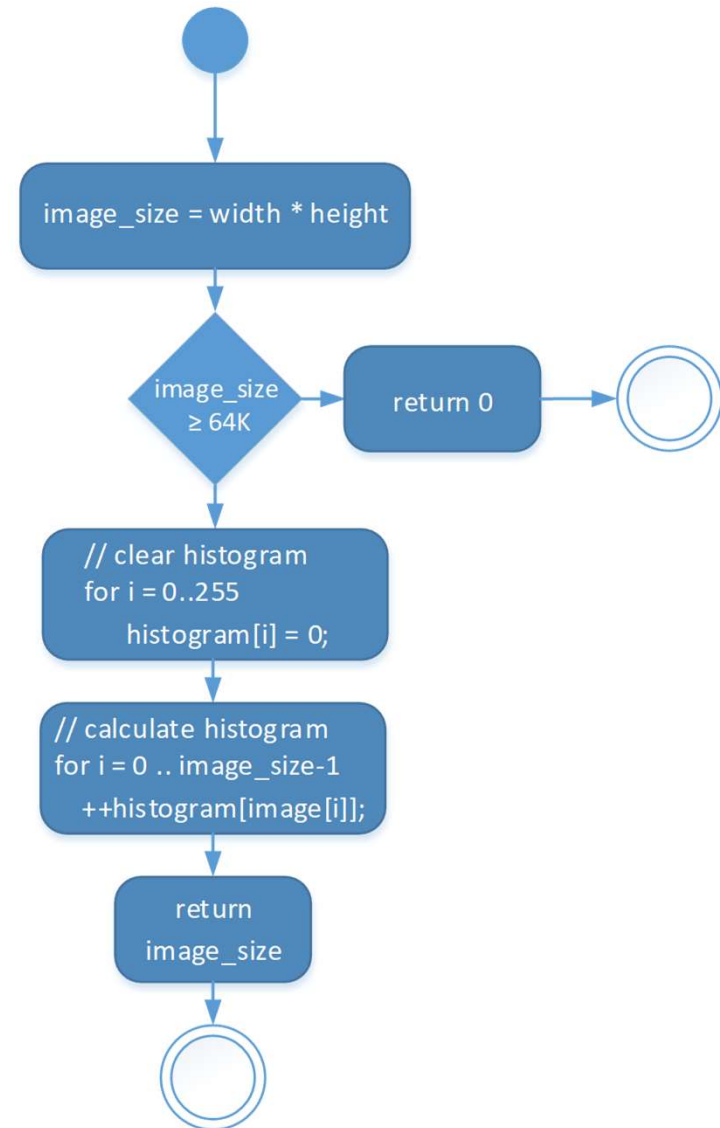 image_size = width * height
image_size
≥ 64K
return 0
// clear histogram
for i = 0..255
histogram[i] = 0;
// calculate histogram
for i = 0 .. image_size-1
++histogram[image[i]];
return
image_size